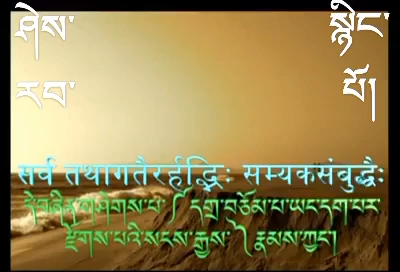 ཤེས་ སྙིང་
རབ་ པོ།
सर्व तथागतैरर्हद्भिः सम्यकसंबुद्धैः
དེ་བཞིན་གཤེགས་པ་ ༼ དགྲ་བཅོམ་པ་ཡང་དག་པར་
རྫོགས་པའི་སངས་རྒྱས་ ༽ རྣམས་ཀྱང།